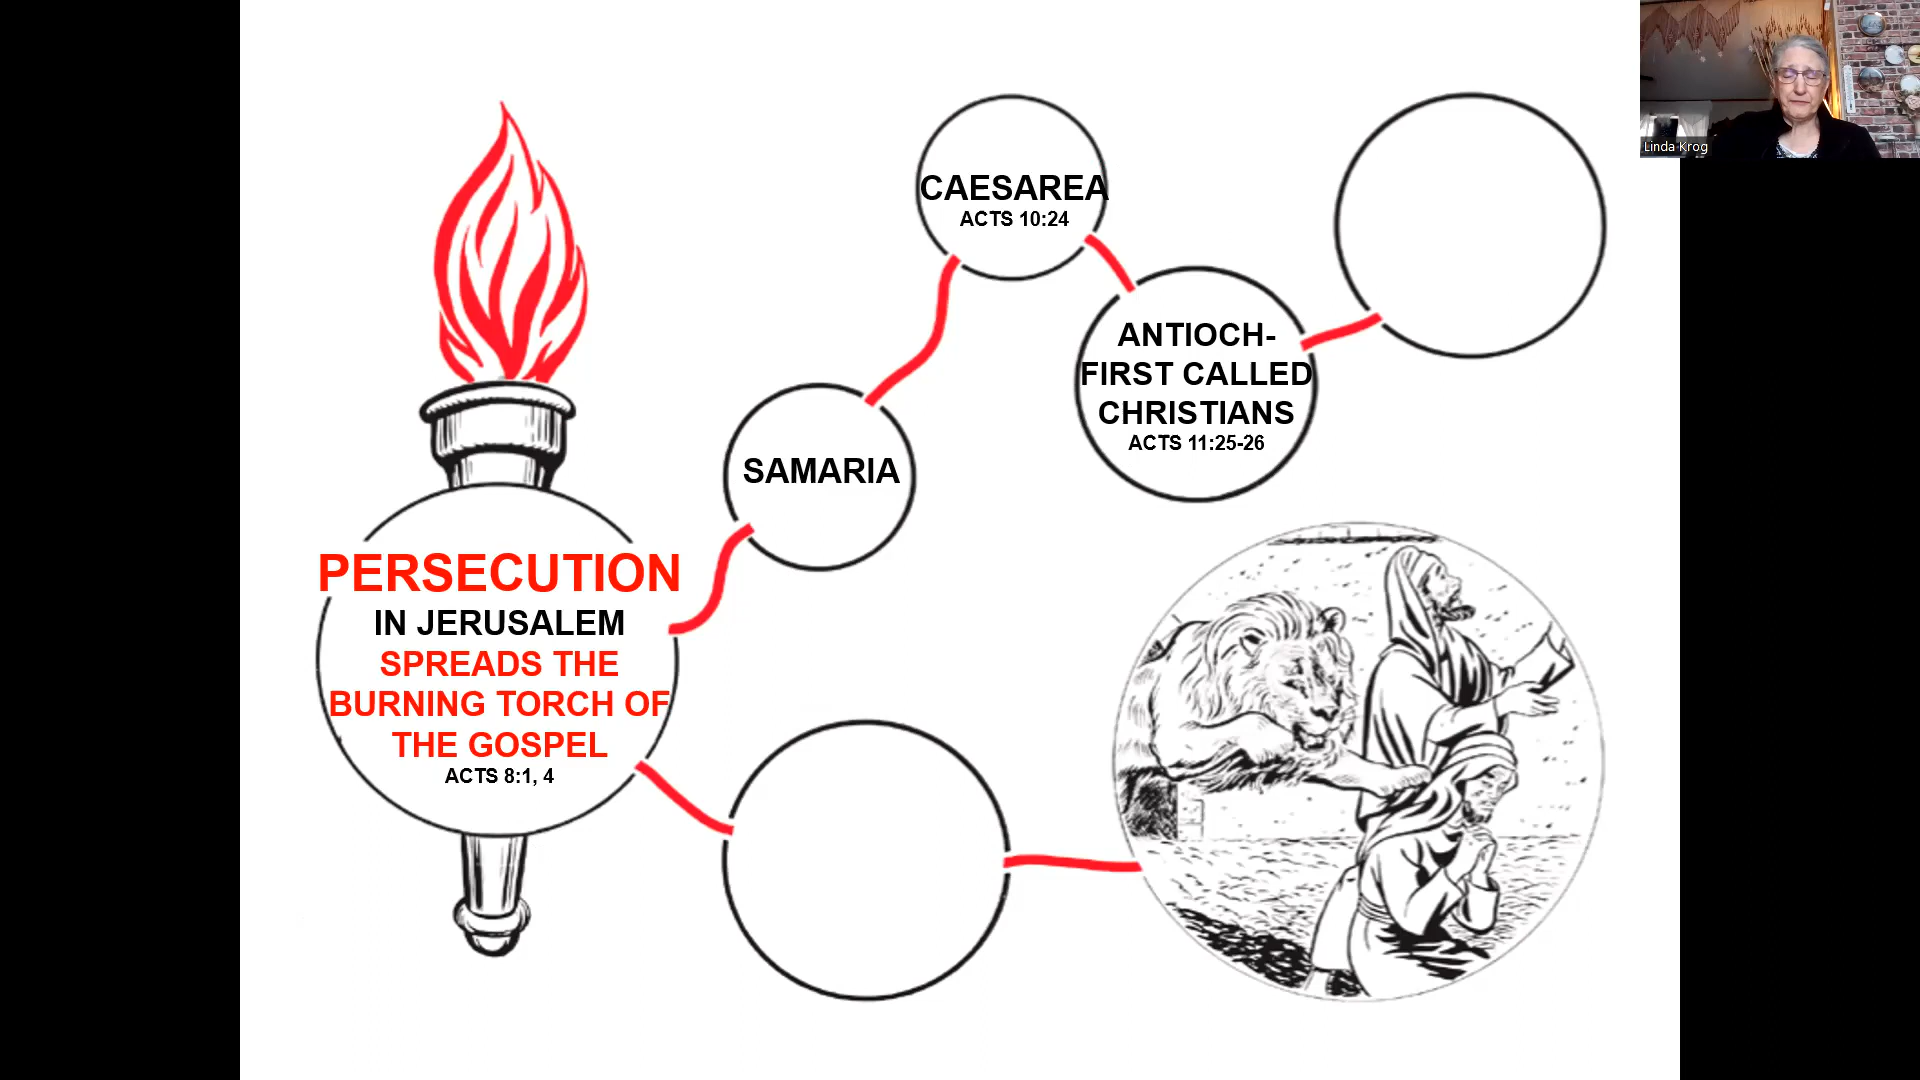 PERSECUTION
IN JERUSALEM
SPREADS THE
BURNING TORCH OF
THE GOSPEL
ACTS 8:1, 4
SAMARIA
CAESAREA
ACTS 10:24
ANTIOCH-
FIRST CALLED
CHRISTIANS
ACTS 11:25-26
Linda Krog